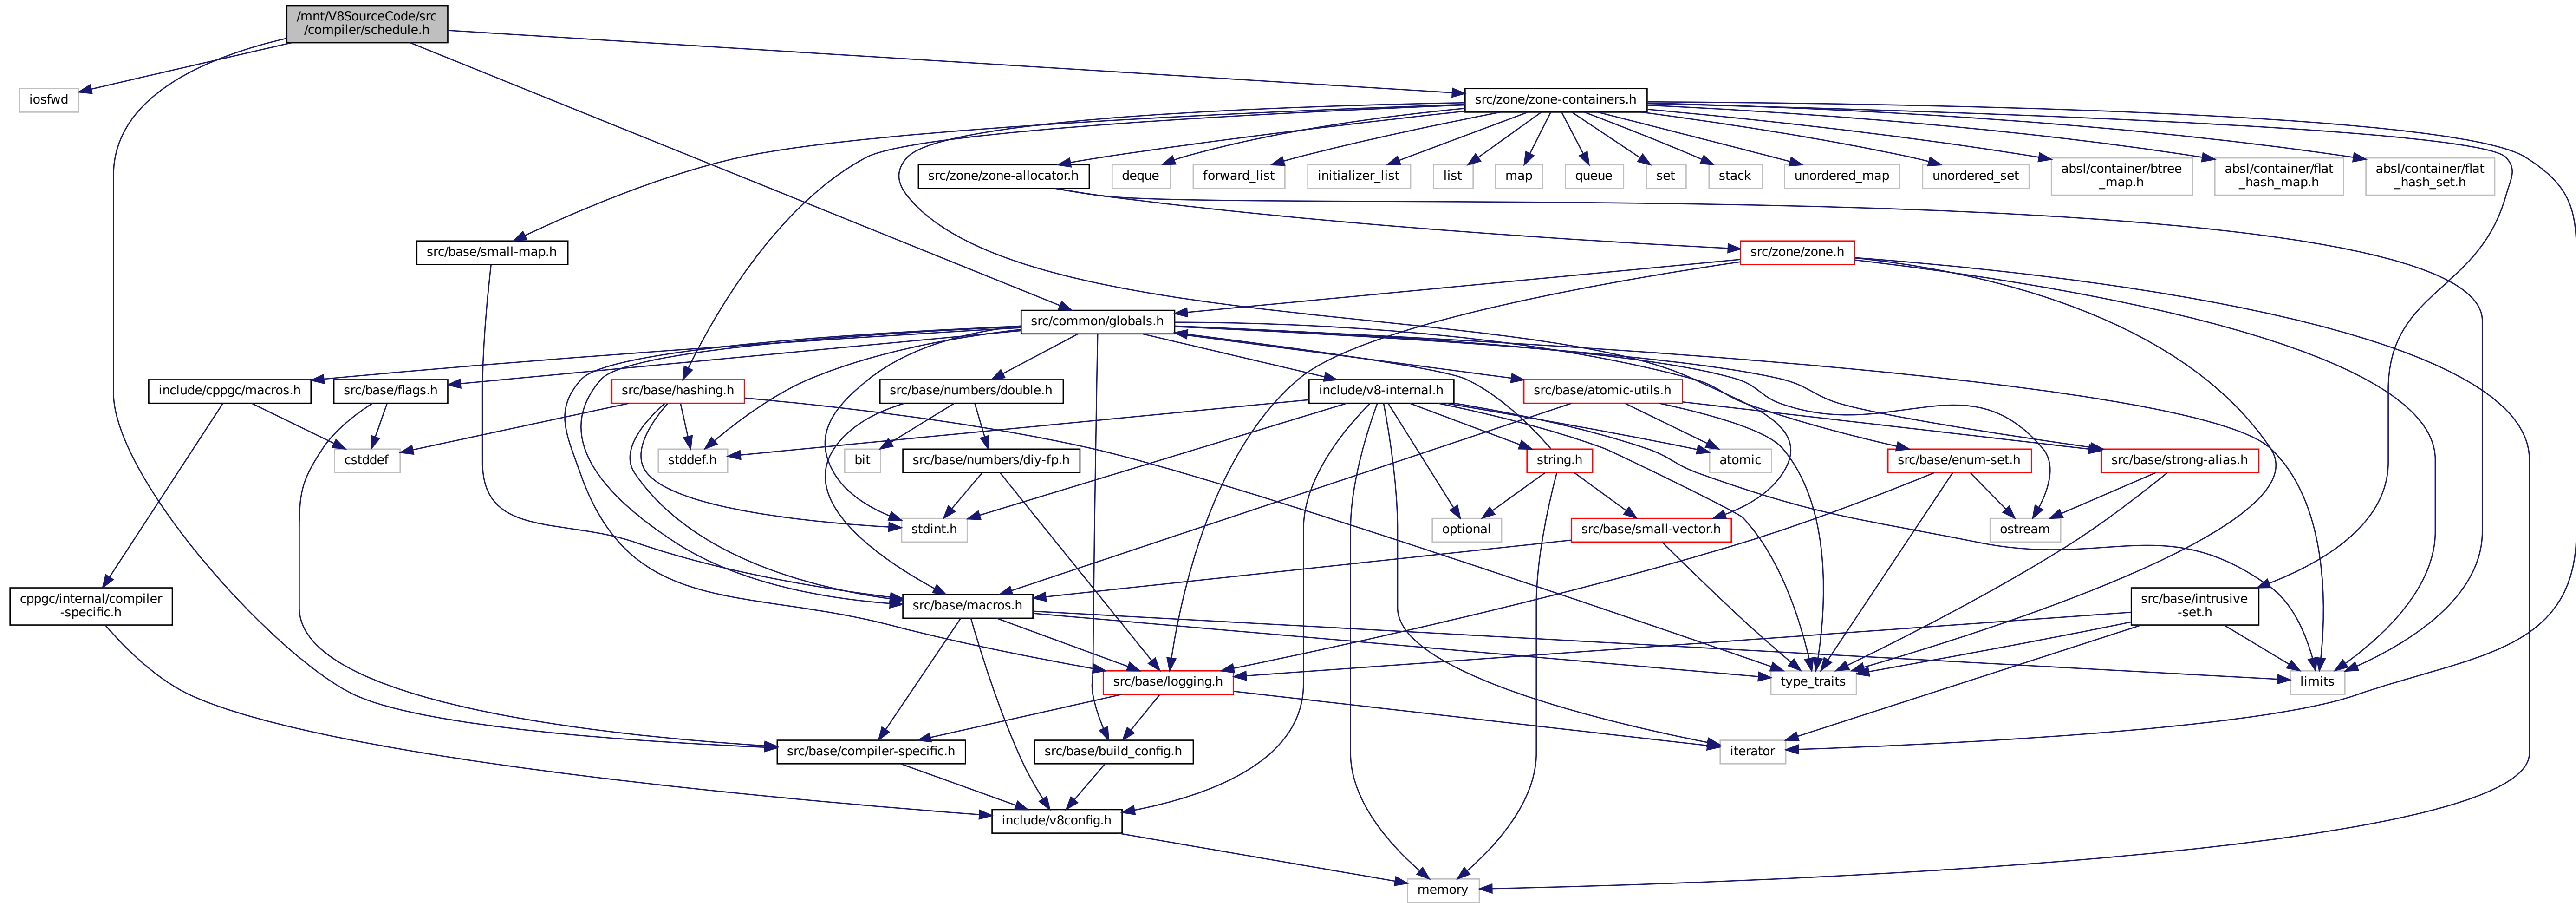 /mnt/V8SourceCode/src
/compiler/schedule.h
iosfwd
src/zone/zone-containers.h
src/zone/zone-allocator.h
deque
forward_list
initializer_list
list
map
queue
set
stack
unordered_map
unordered_set
absl/container/btree
_map.h
absl/container/flat
_hash_map.h
absl/container/flat
_hash_set.h
src/base/small-map.h
src/zone/zone.h
src/common/globals.h
include/cppgc/macros.h
src/base/flags.h
src/base/hashing.h
src/base/numbers/double.h
include/v8-internal.h
src/base/atomic-utils.h
cstddef
stddef.h
bit
src/base/numbers/diy-fp.h
string.h
atomic
src/base/enum-set.h
src/base/strong-alias.h
stdint.h
optional
src/base/small-vector.h
ostream
cppgc/internal/compiler
-specific.h
src/base/macros.h
src/base/intrusive
-set.h
src/base/logging.h
type_traits
limits
src/base/compiler-specific.h
src/base/build_config.h
iterator
include/v8config.h
memory